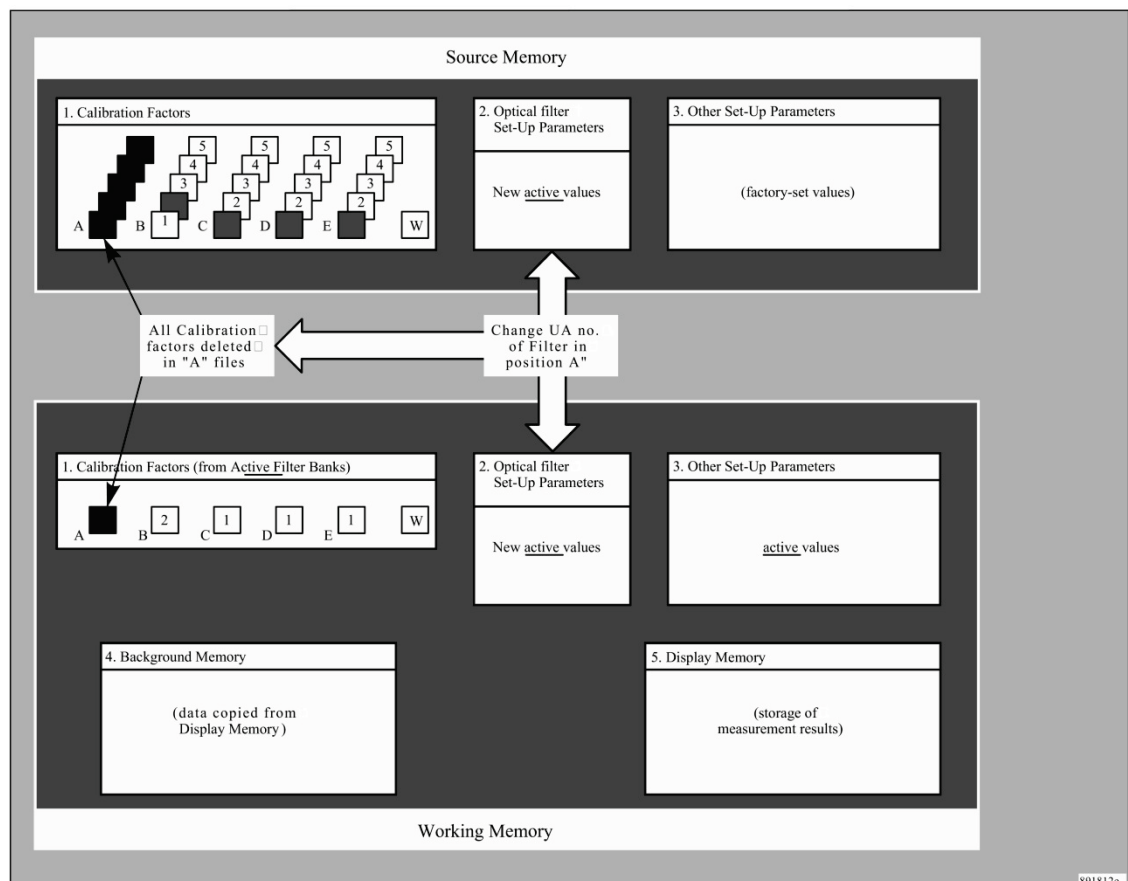 Source Memory
1. Calibration Factors
5 5 5 5
4 4 4 4
3 3 3 3
2 2 2
A B 1 C D E W
2. Optical filter
Set-Up Parameters
New active values
3. Other Set-Up Parameters
(factory-set values)
All Calibration
factors deleted
in "A" files
Change UA no.
of Filter in
position A"
1. Calibration Factors (from Active Filter Banks)
A B 2 C 1 D 1 E 1 W
2. Optical filter
Set-Up Parameters
New active values
3. Other Set-Up Parameters
active values
4. Background Memory
(data copied from
Display Memory)
5. Display Memory
(storage of
measurement results)
Working Memory
891812e